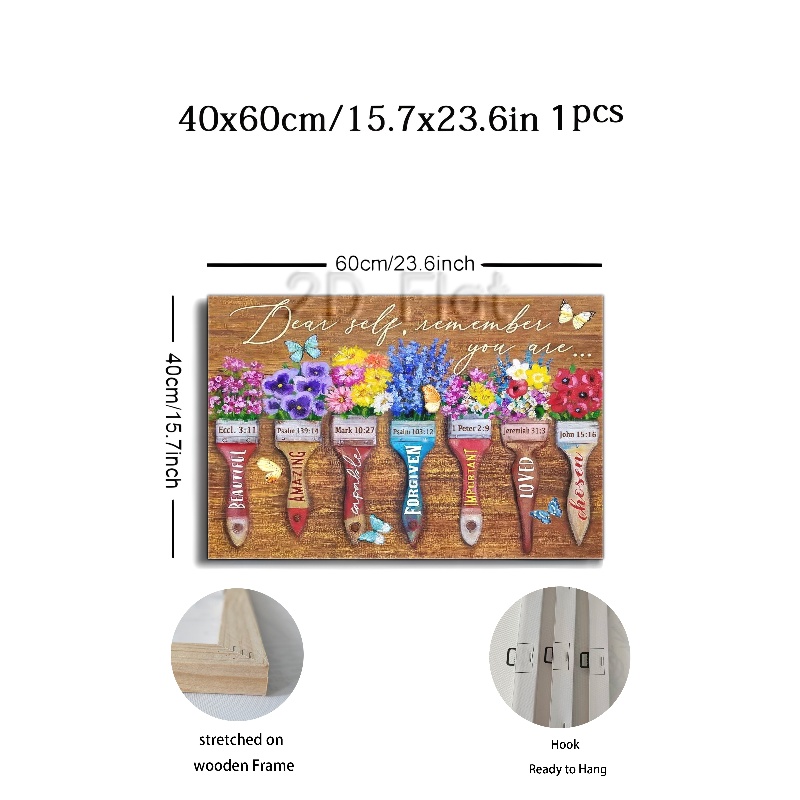 40x60cm/15.7x23.6in 1pcs
60cm/23.6inch
2D Flat
40cm/15.7inch
Dear self, remember
you are...
Eccl. 3:11
Psalm 139:14
Mark 10:27
Psalm 103:12
1 Peter 2:9
Jeremiah 31:3
John 15:16
BEAUTIFUL
AMAZING
capable
FORGIVEN
IMPORTANT
LOVED
chosen
stretched on
wooden Frame
Hook
Ready to Hang